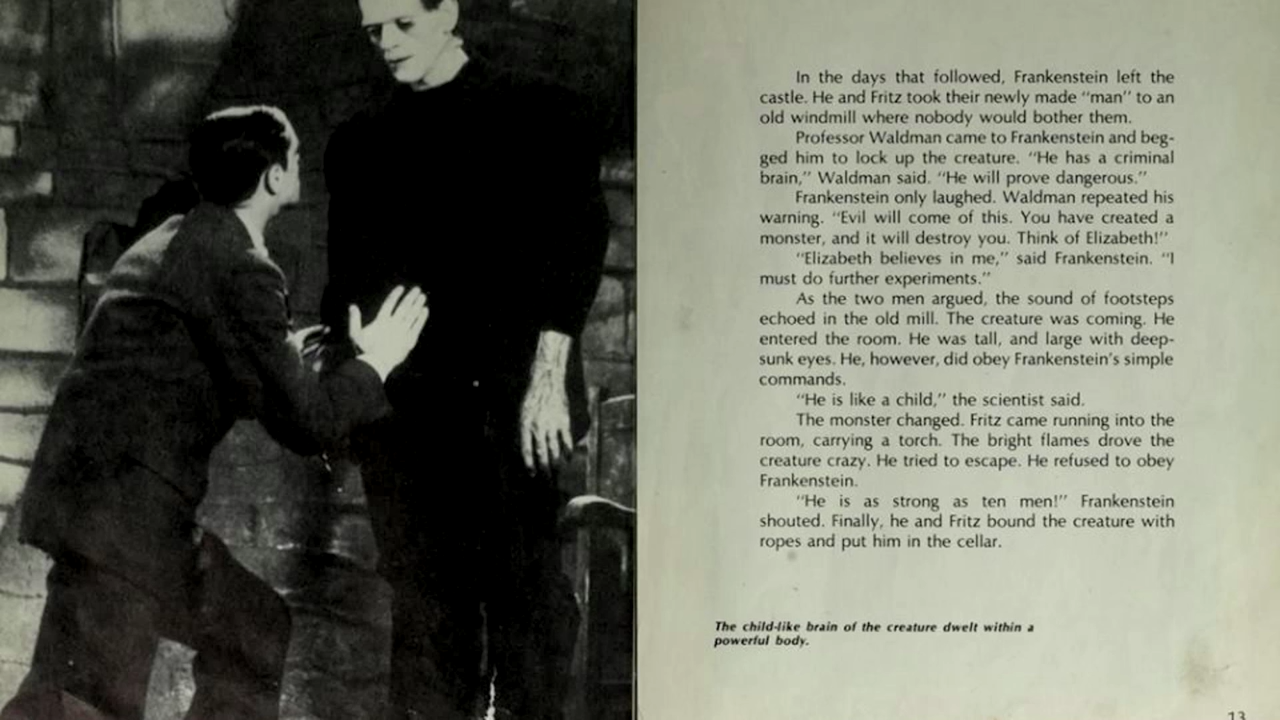 In the days that followed, Frankenstein left the
castle. He and Fritz took their newly made “man” to an
old windmill where nobody would bother them.
Professor Waldman came to Frankenstein and beg-
ged him to lock up the creature. “He has a criminal
brain,” Waldman said. “He will prove dangerous.”
Frankenstein only laughed. Waldman repeated his
warning. “Evil will come of this. You have created a
monster, and it will destroy you. Think of Elizabeth!”
“Elizabeth believes in me,” said Frankenstein. “I
must do further experiments.”
As the two men argued, the sound of footsteps
echoed in the old mill. The creature was coming. He
entered the room. He was tall, and large with deep-
sunk eyes. He, however, did obey Frankenstein’s simple
commands.
“He is like a child,” the scientist said.
The monster changed. Fritz came running into the
room, carrying a torch. The bright flames drove the
creature crazy. He tried to escape. He refused to obey
Frankenstein.
“He is as strong as ten men!” Frankenstein
shouted. Finally, he and Fritz bound the creature with
ropes and put him in the cellar.
The child-like brain of the creature dwelt within a
powerful body.
13